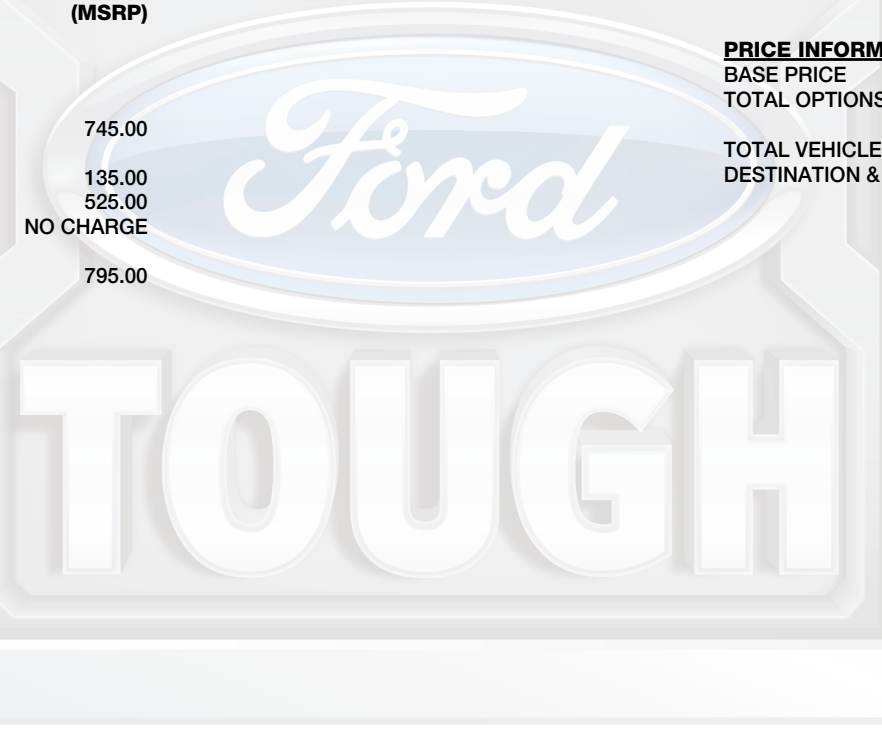 (MSRP)
745.00
135.00
525.00
NO CHARGE
795.00
PRICE INFORM
BASE PRICE
TOTAL OPTIONS
TOTAL VEHICLE
DESTINATION &
Ford
TOUGH